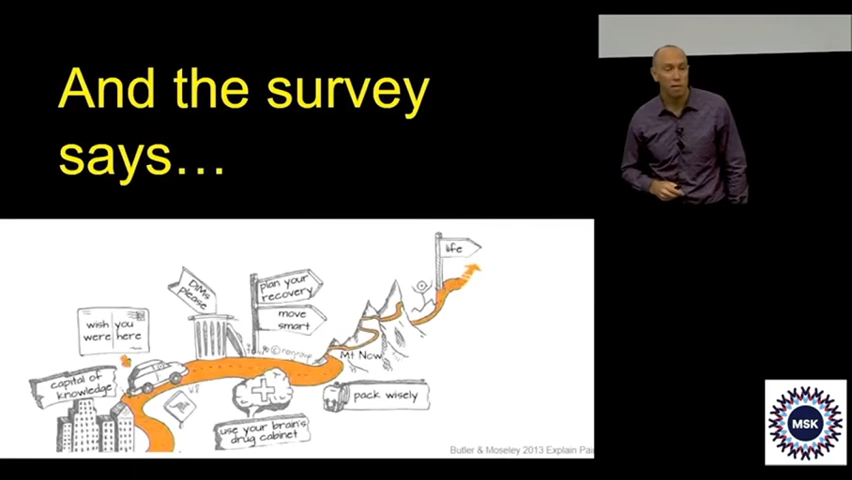 And the survey
says…
life
DIMs
please
plan your
recovery
move
smart
wish you
were here
© noigroup
Mt Now
capital of
knowledge
pack wisely
use your brain's
drug cabinet
Butler & Moseley 2013 Explain Pai
MSK